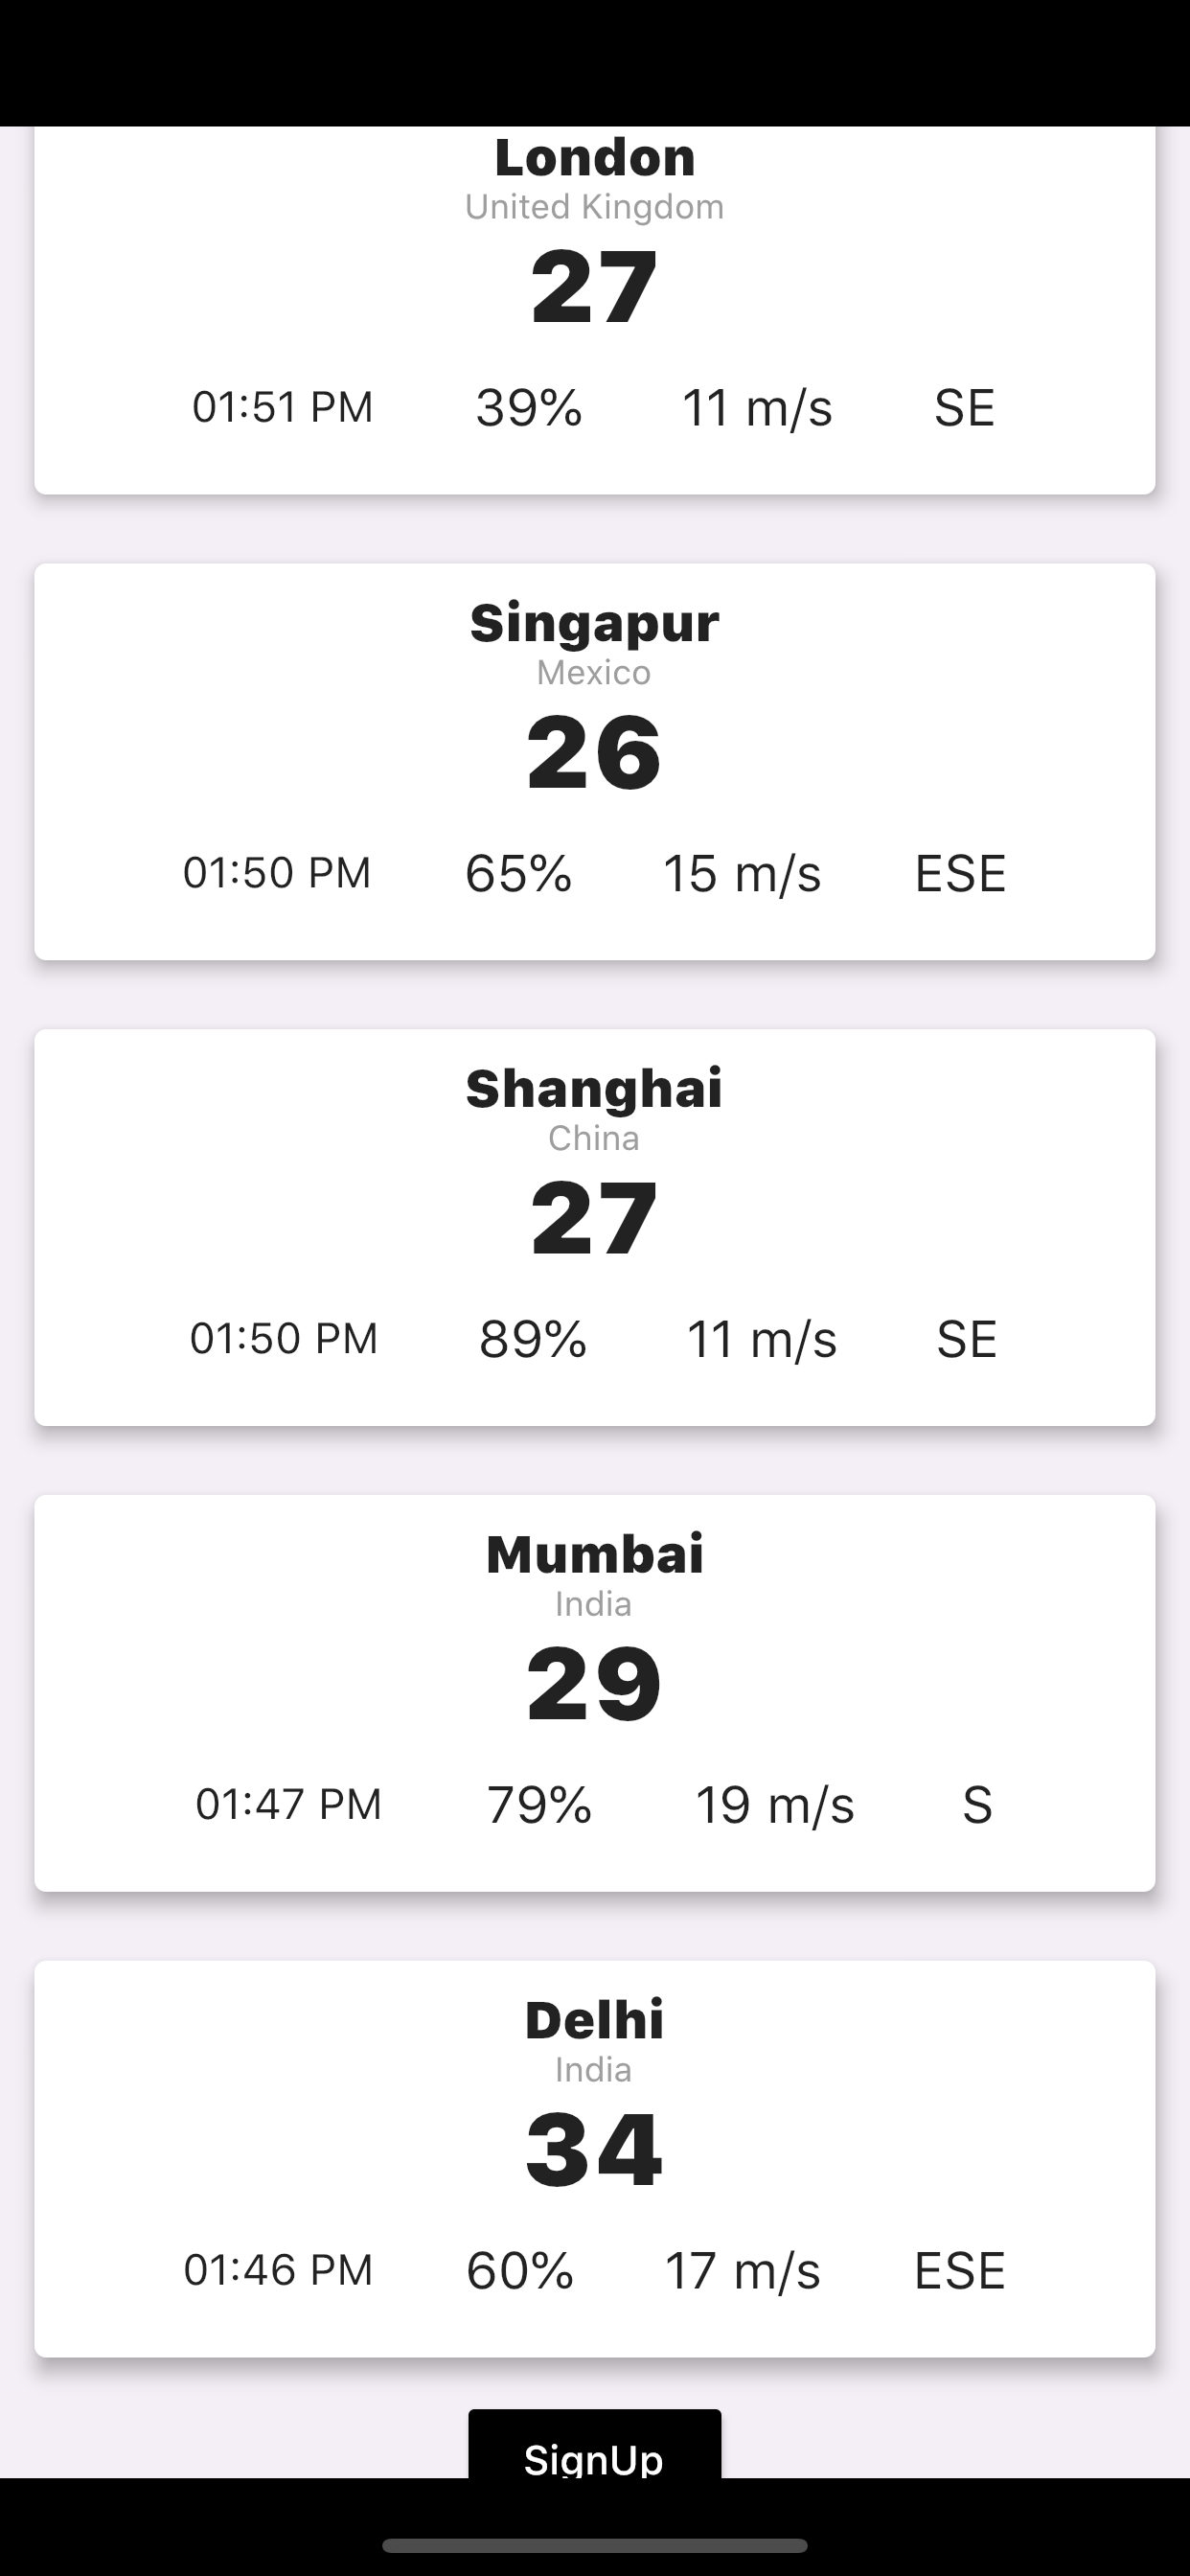 London
United Kingdom
27
01:51 PM 39% 11 m/s SE
Singapur
Mexico
26
01:50 PM 65% 15 m/s ESE
Shanghai
China
27
01:50 PM 89% 11 m/s SE
Mumbai
India
29
01:47 PM 79% 19 m/s S
Delhi
India
34
01:46 PM 60% 17 m/s ESE
SignUp